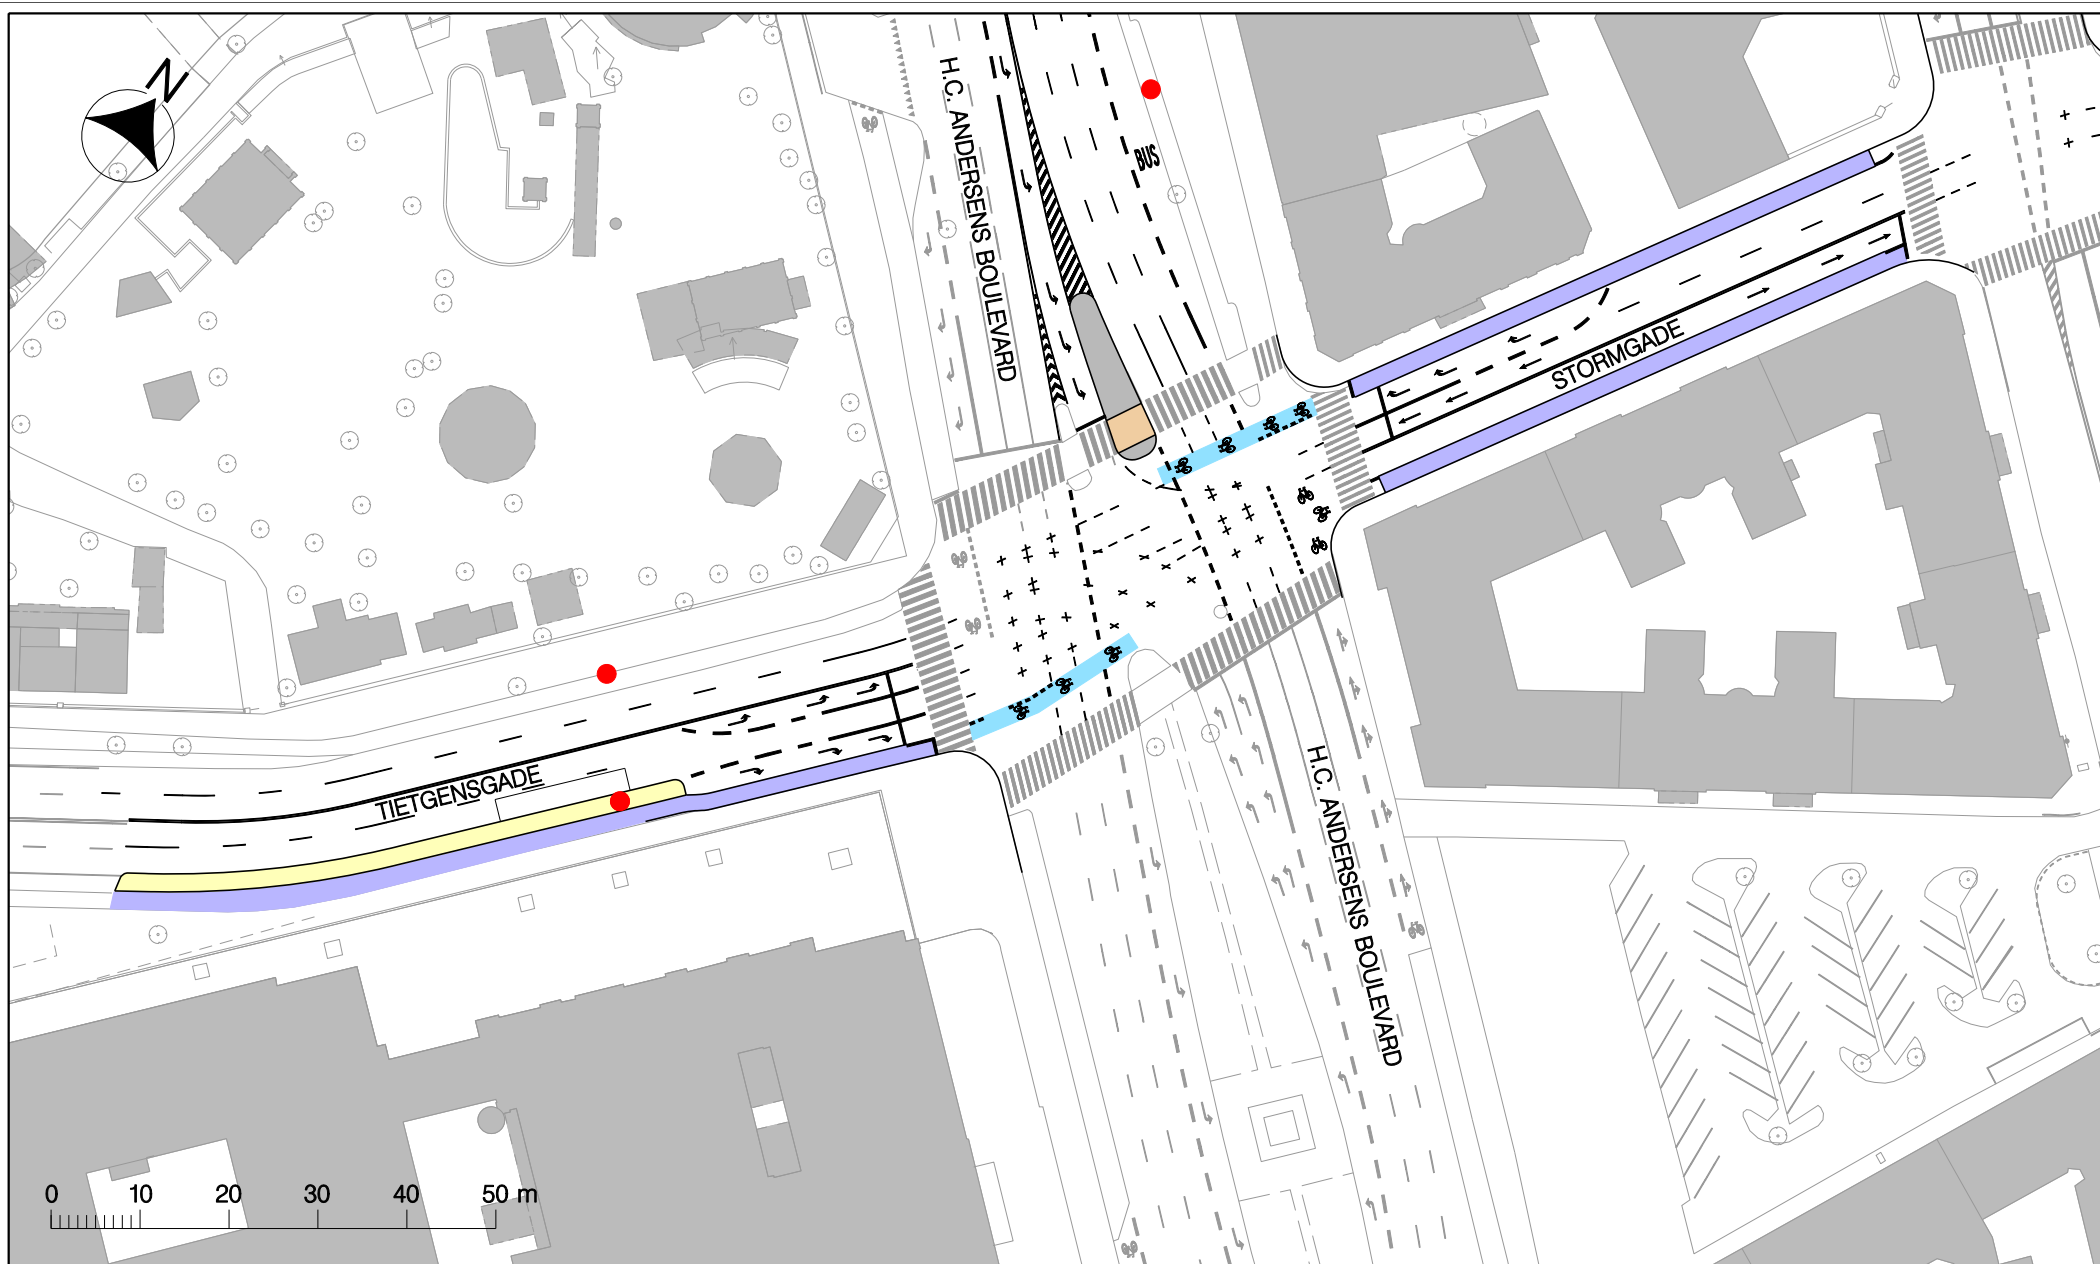 N
H.C. ANDERSENS BOULEVARD
BUS
STORMGADE
TIETGENSGADE
H.C. ANDERSENS BOULEVARD
0 10 20 30 40 50 m